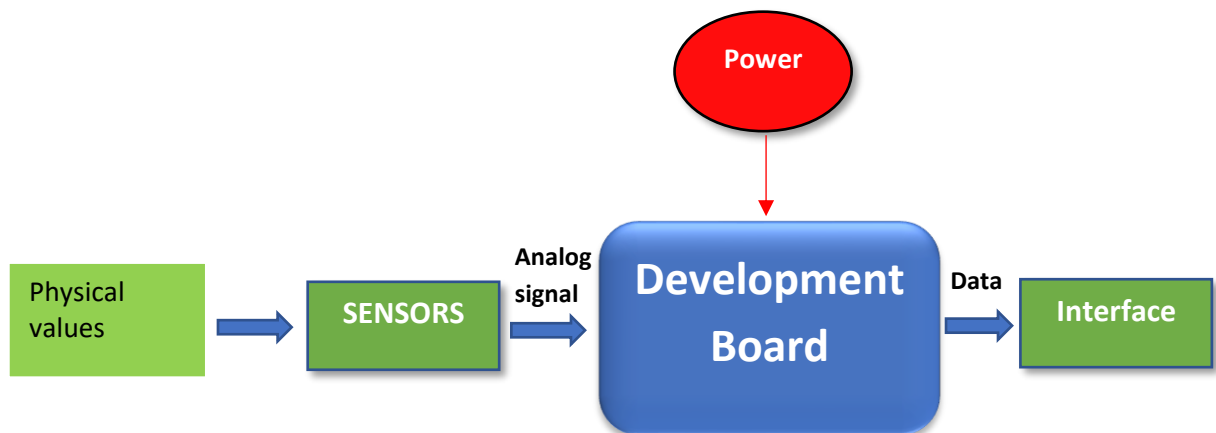 Power
Physical
values
SENSORS
Analog
signal
Development
Board
Data
Interface